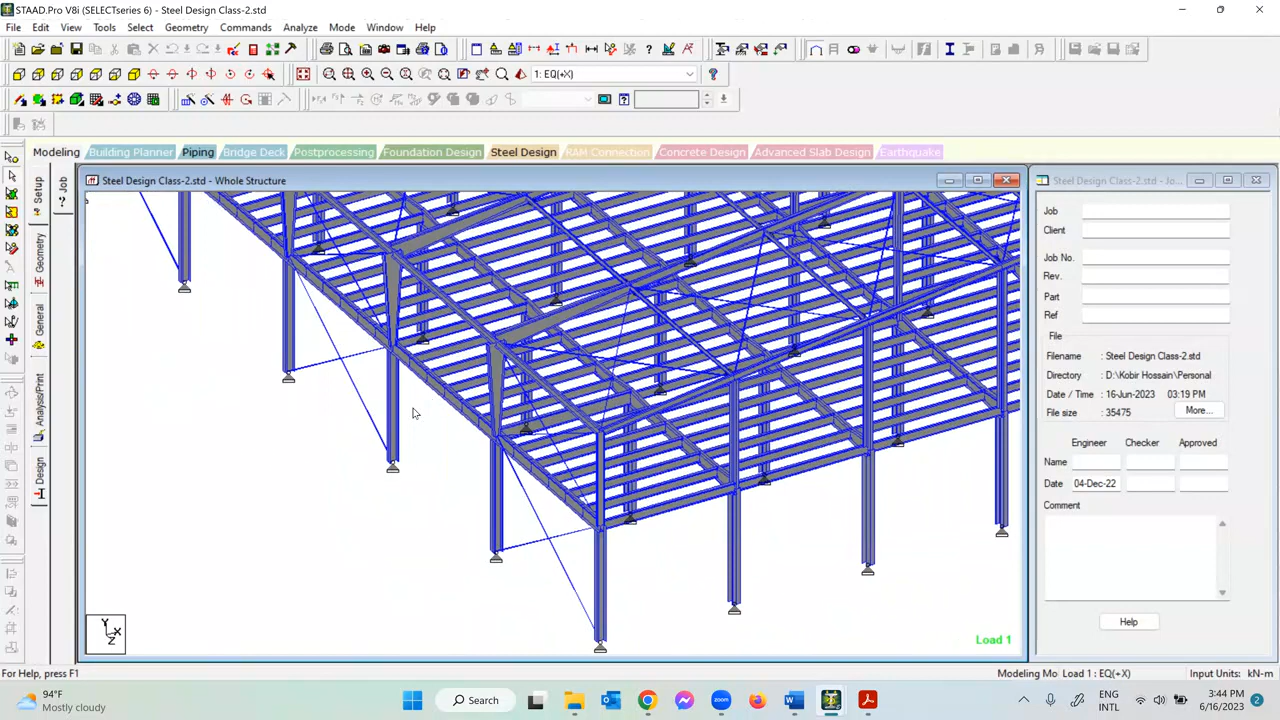 STAAD.Pro V8i (SELECTseries 6) - Steel Design Class-2.std
File Edit View Tools Select Geometry Commands Analyze Mode Window Help
1: EQ(+X)
Modeling Building Planner Piping Bridge Deck Postprocessing Foundation Design Steel Design RAM Connection Concrete Design Advanced Slab Design Earthquake
Setup
Geometry
General
Analysis/Print
Design
Job
Steel Design Class-2.std - Whole Structure
Y
X
Z
Load 1
Steel Design Class-2.std - Jo...
Job
Client
Job No.
Rev.
Part
Ref
File
Filename : Steel Design Class-2.std
Directory : D:\Kobir Hossain\Personal
Date / Time : 16-Jun-2023 03:19 PM
File size : 35475 More...
Engineer Checker Approved
Name
Date 04-Dec-22
Comment
Help
For Help, press F1
Modeling Mo Load 1 : EQ(+X) Input Units: kN-m
94°F
Mostly cloudy
Search
ENG
INTL
3:44 PM
6/16/2023
2